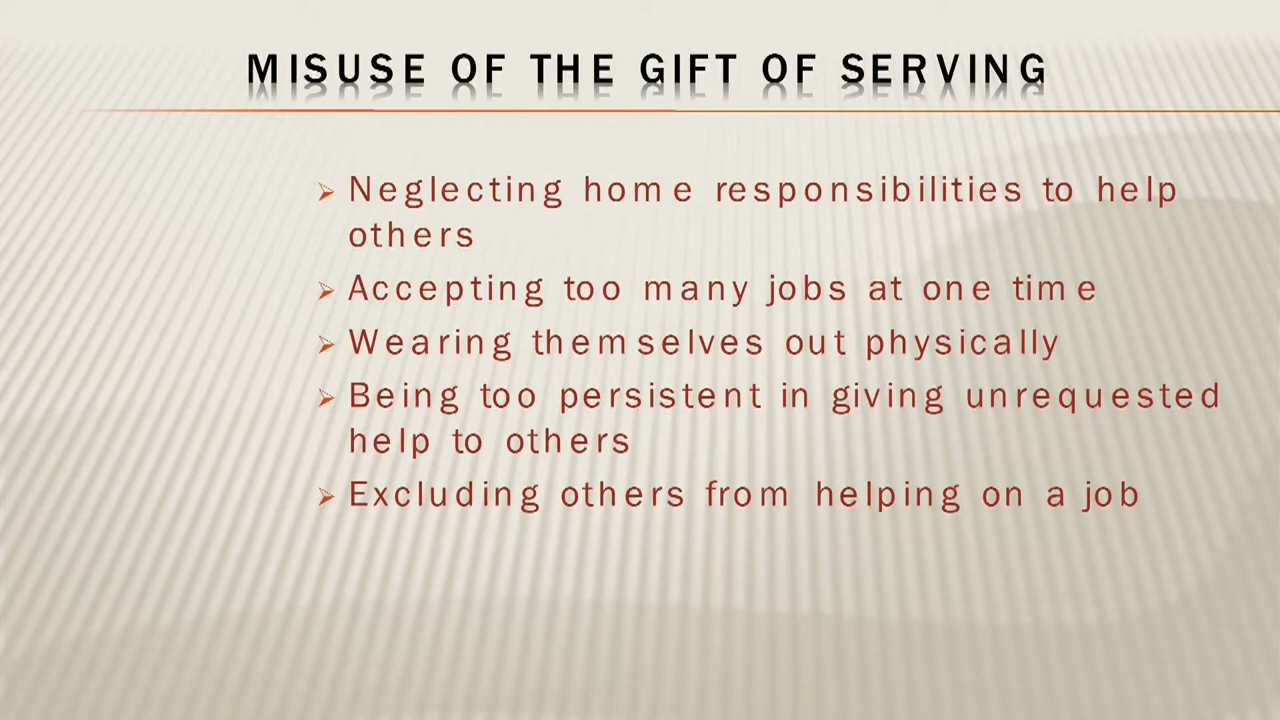 MISUSE OF THE GIFT OF SERVING
Neglecting home responsibilities to help
others
Accepting too many jobs at one time
Wearing themselves out physically
Being too persistent in giving unrequested
help to others
Excluding others from helping on a job